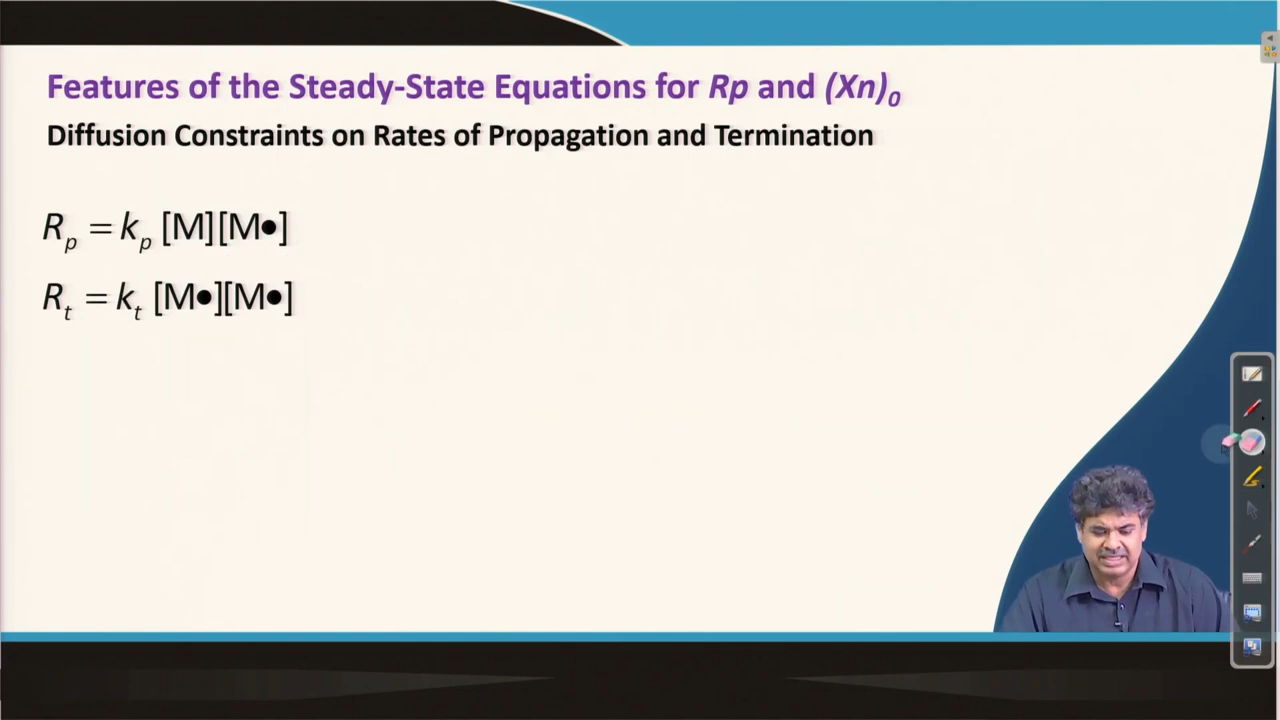 Features of the Steady-State Equations for Rp and (Xn)₀
Diffusion Constraints on Rates of Propagation and Termination
Rₚ = kₚ [M][M●]
Rₜ = kₜ [M●][M●]